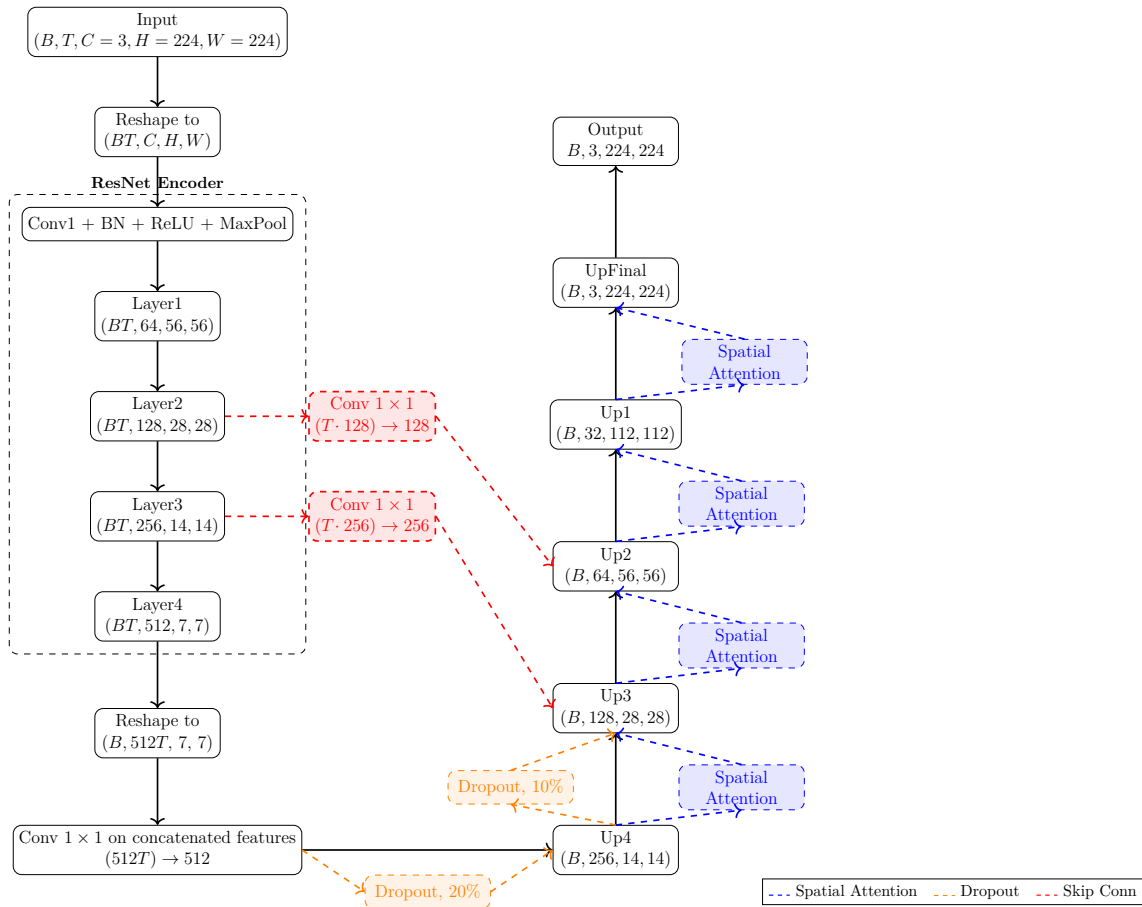 Input
(B, T, C = 3, H = 224, W = 224)
Reshape to
(BT, C, H, W)
ResNet Encoder
Conv1 + BN + ReLU + MaxPool
Layer1
(BT, 64, 56, 56)
Layer2
(BT, 128, 28, 28)
Layer3
(BT, 256, 14, 14)
Layer4
(BT, 512, 7, 7)
Reshape to
(B, 512T, 7, 7)
Conv 1 × 1 on concatenated features
(512T) → 512
Conv 1 × 1
(T · 128) → 128
Conv 1 × 1
(T · 256) → 256
Dropout, 20%
Dropout, 10%
Output
B, 3, 224, 224
UpFinal
(B, 3, 224, 224)
Spatial
Attention
Up1
(B, 32, 112, 112)
Spatial
Attention
Up2
(B, 64, 56, 56)
Spatial
Attention
Up3
(B, 128, 28, 28)
Spatial
Attention
Up4
(B, 256, 14, 14)
Spatial Attention Dropout Skip Conn